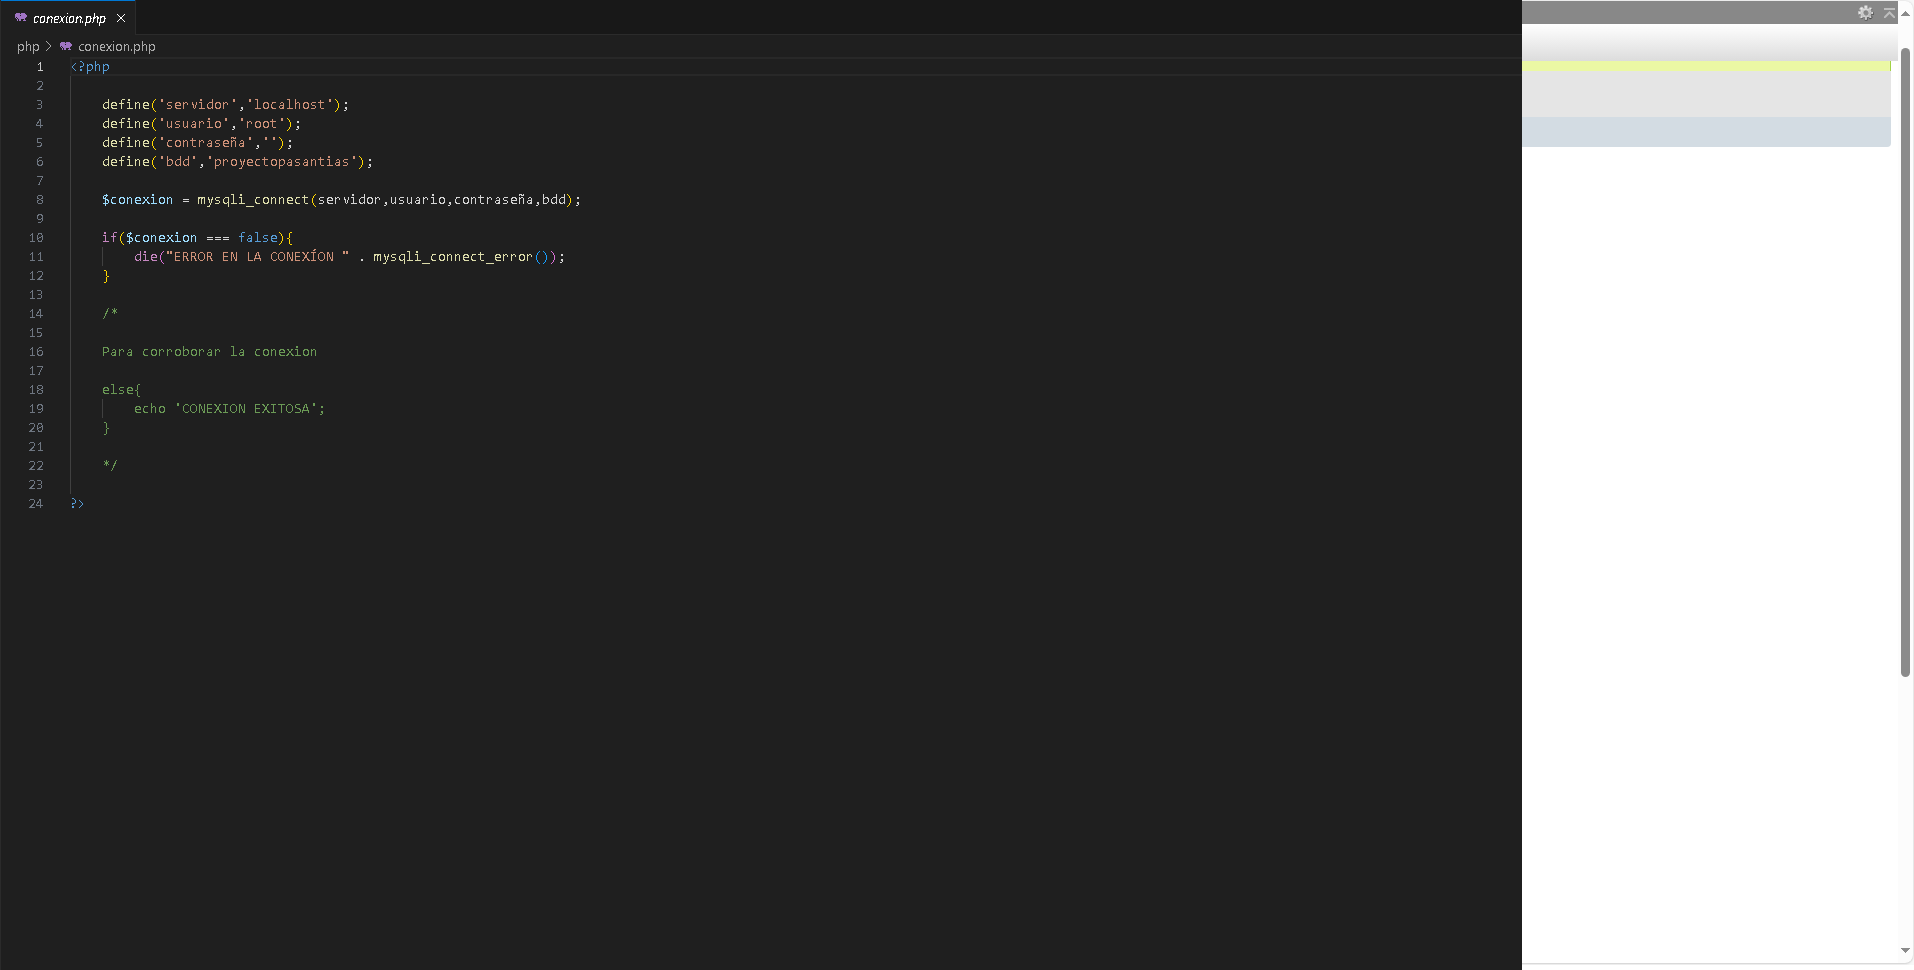 conexion.php
php > conexion.php
1 <?php
2
3 define('servidor','localhost');
4 define('usuario','root');
5 define('contraseña','');
6 define('bdd','proyectopasantias');
7
8 $conexion = mysqli_connect(servidor,usuario,contraseña,bdd);
9
10 if($conexion === false){
11 die("ERROR EN LA CONEXÍON " . mysqli_connect_error());
12 }
13
14 /*
15
16 Para corroborar la conexion
17
18 else{
19 echo 'CONEXION EXITOSA';
20 }
21
22 */
23
24 ?>